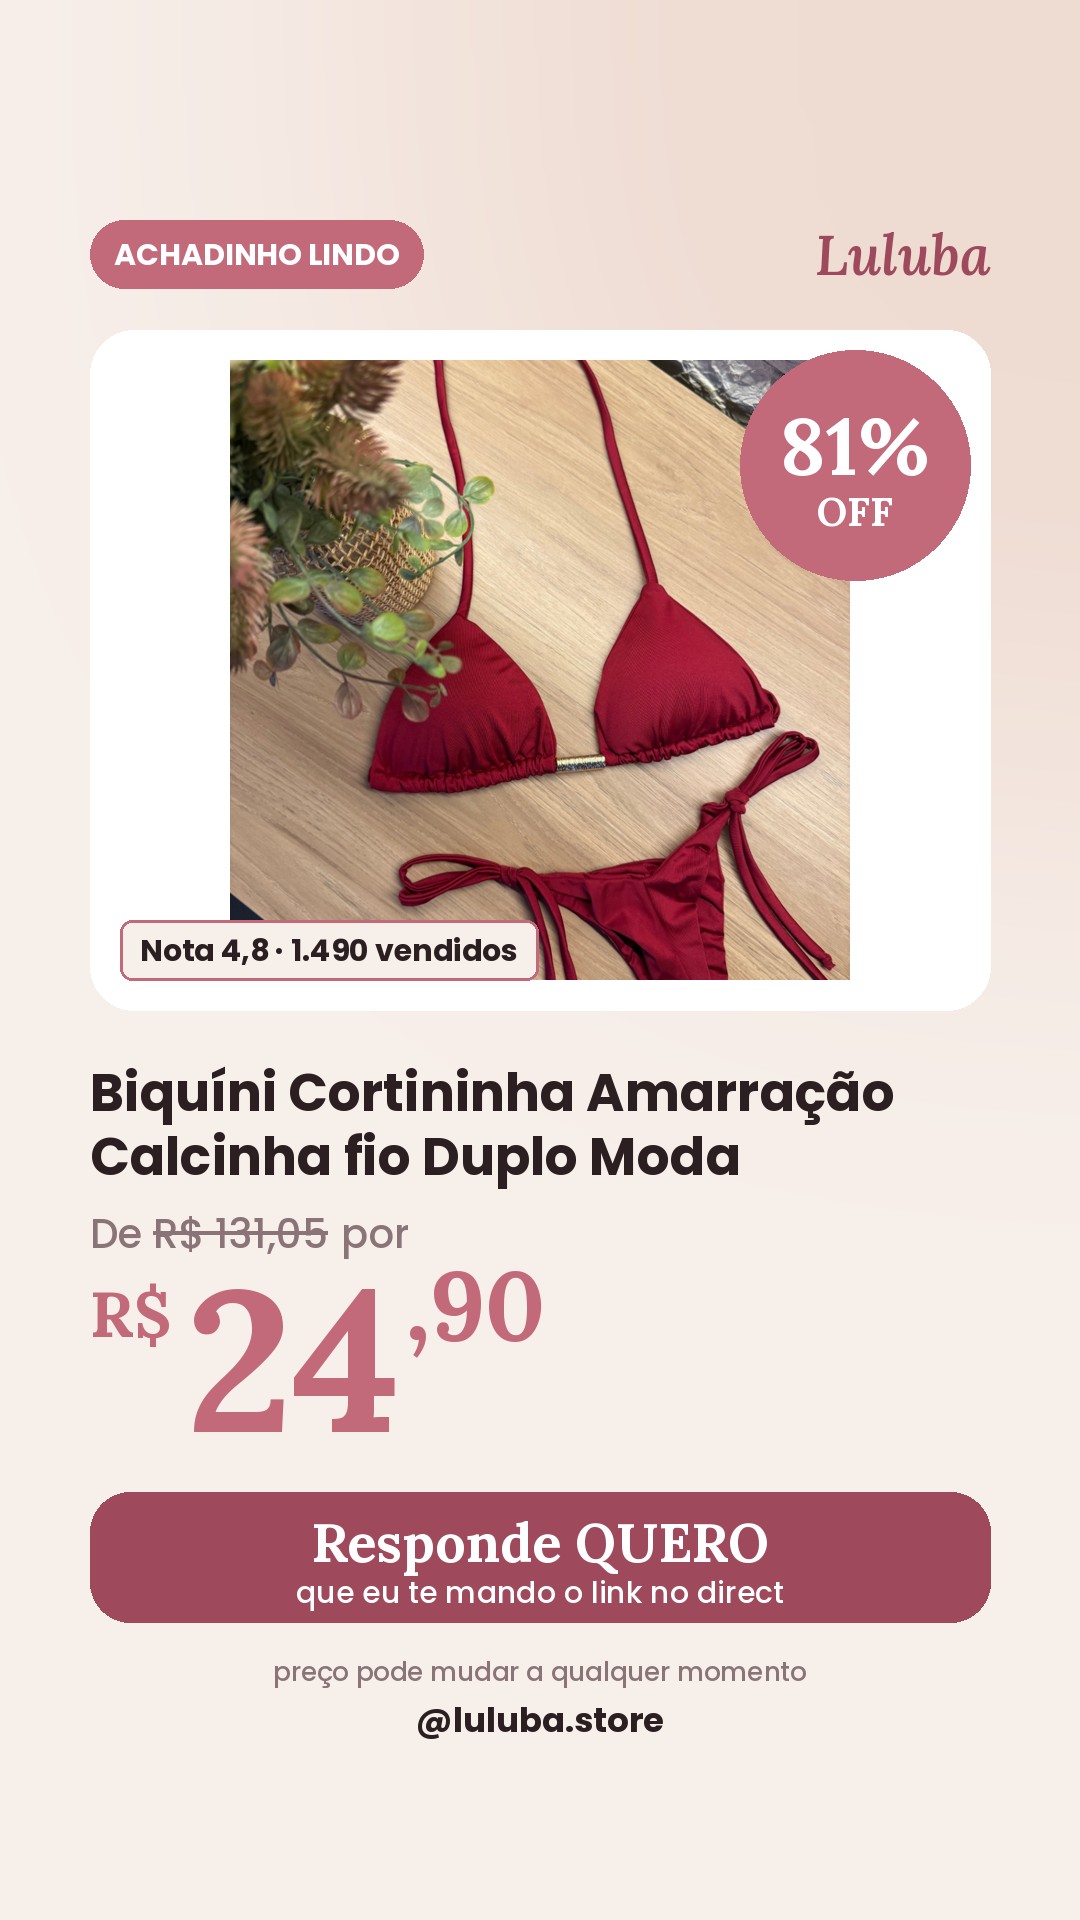 ACHADINHO LINDO
Luluba
81%
OFF
Nota 4,8 · 1.490 vendidos
Biquíni Cortininha Amarração
Calcinha fio Duplo Moda
De R$ 131,05 por
R$ 24,90
Responde QUERO
que eu te mando o link no direct
preço pode mudar a qualquer momento
@luluba.store